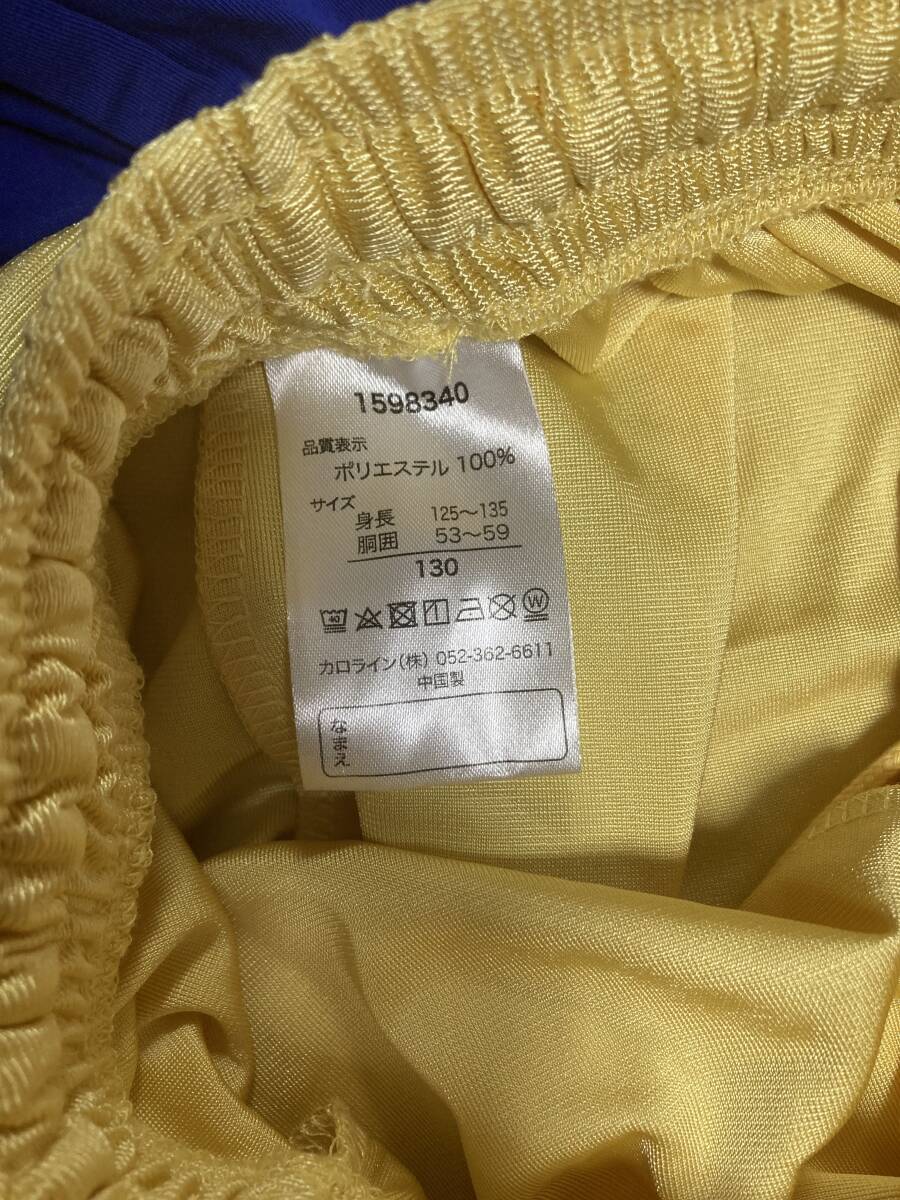 1598340
品質表示
ポリエステル 100%
サイズ
身長 125～135
胴囲 53～59
130
40 W
カロライン(株) 052-362-6611
中国製
なまえ